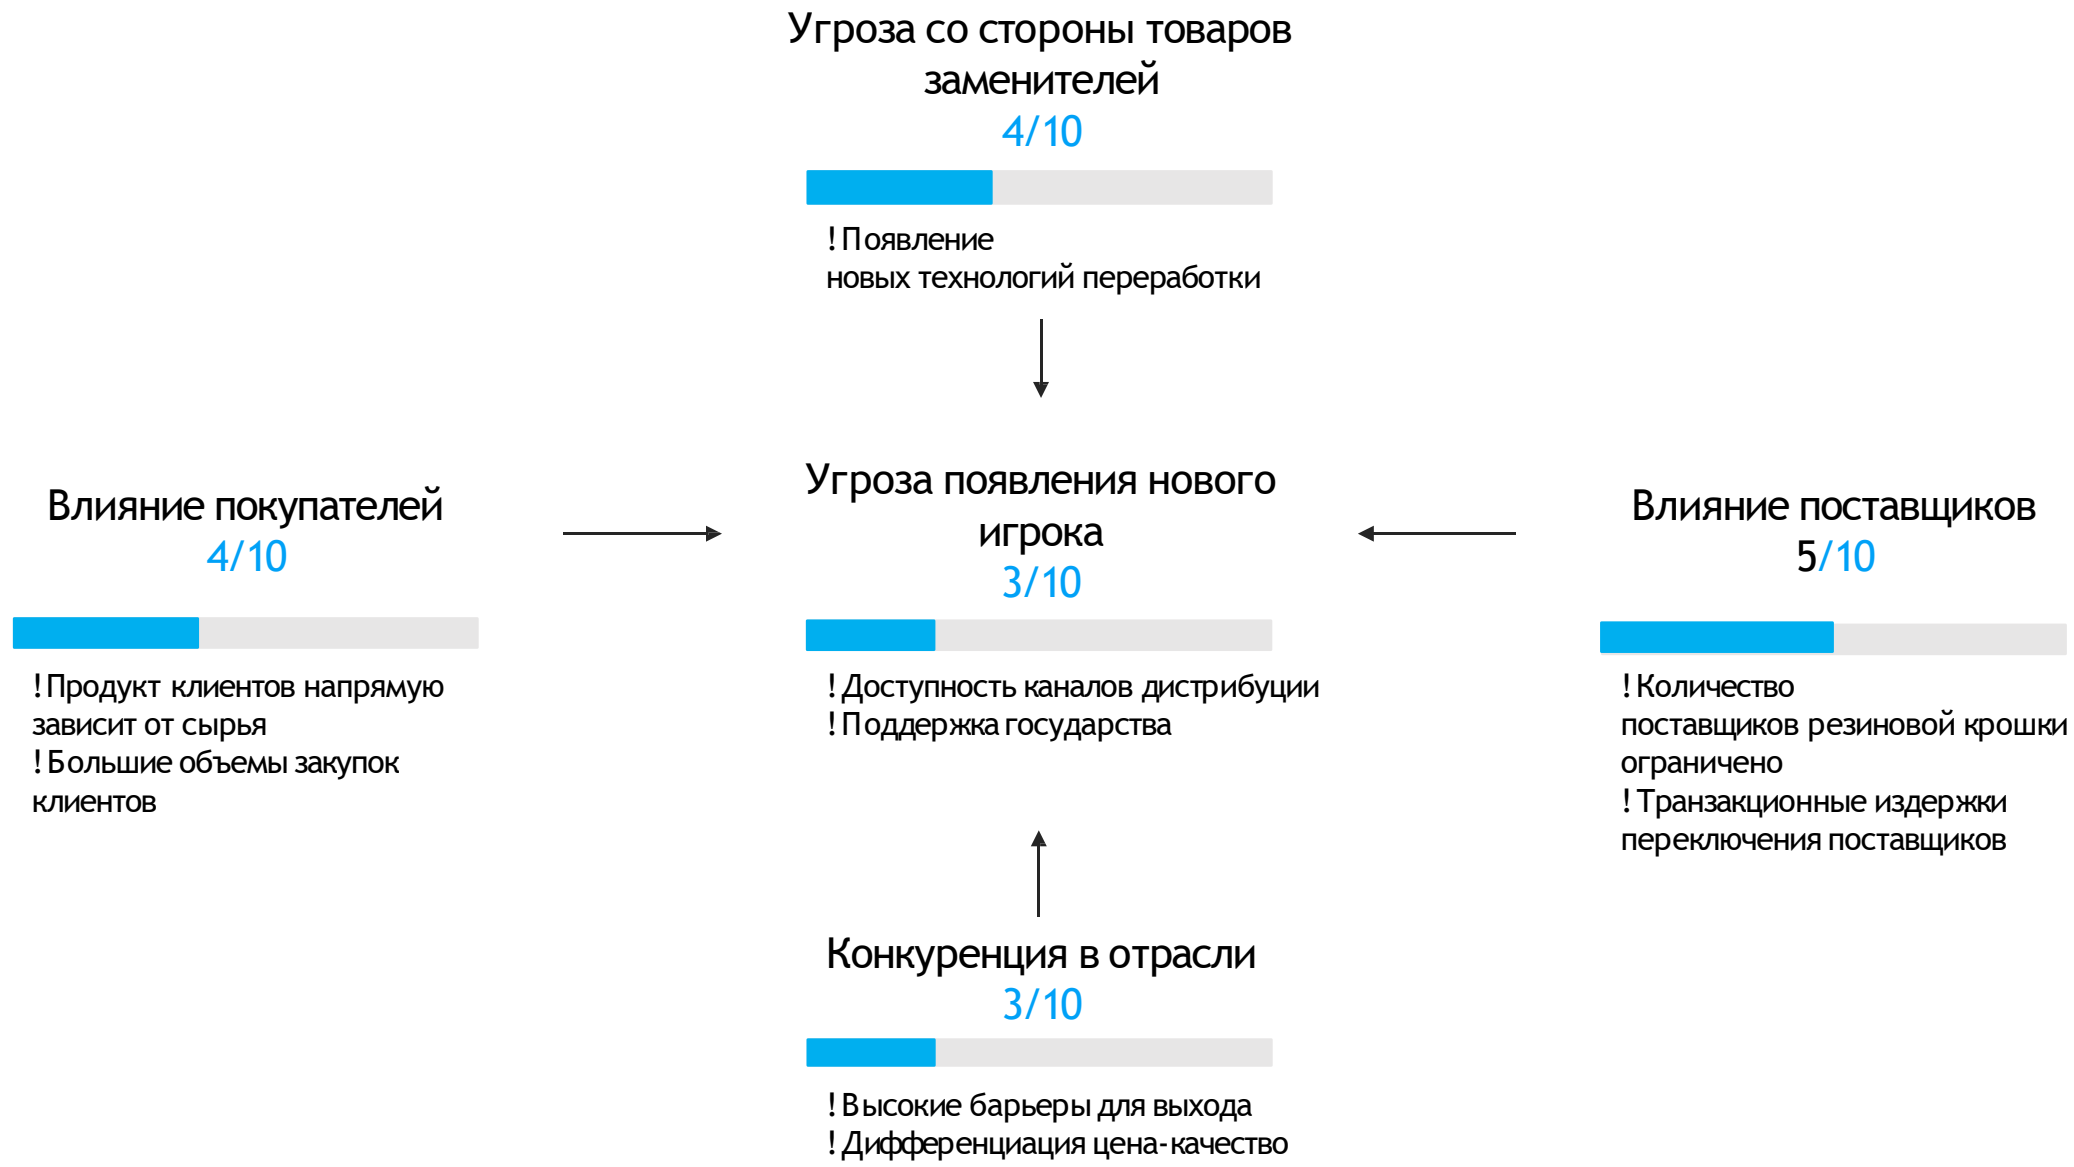 Угроза со стороны товаров
заменителей
4/10
! Появление
новых технологий переработки
Влияние покупателей
4/10
! Продукт клиентов напрямую
зависит от сырья
! Большие объемы закупок
клиентов
Угроза появления нового
игрока
3/10
! Доступность каналов дистрибуции
! Поддержка государства
Влияние поставщиков
5/10
! Количество
поставщиков резиновой крошки
ограничено
! Транзакционные издержки
переключения поставщиков
Конкуренция в отрасли
3/10
! Высокие барьеры для выхода
! Дифференциация цена-качество